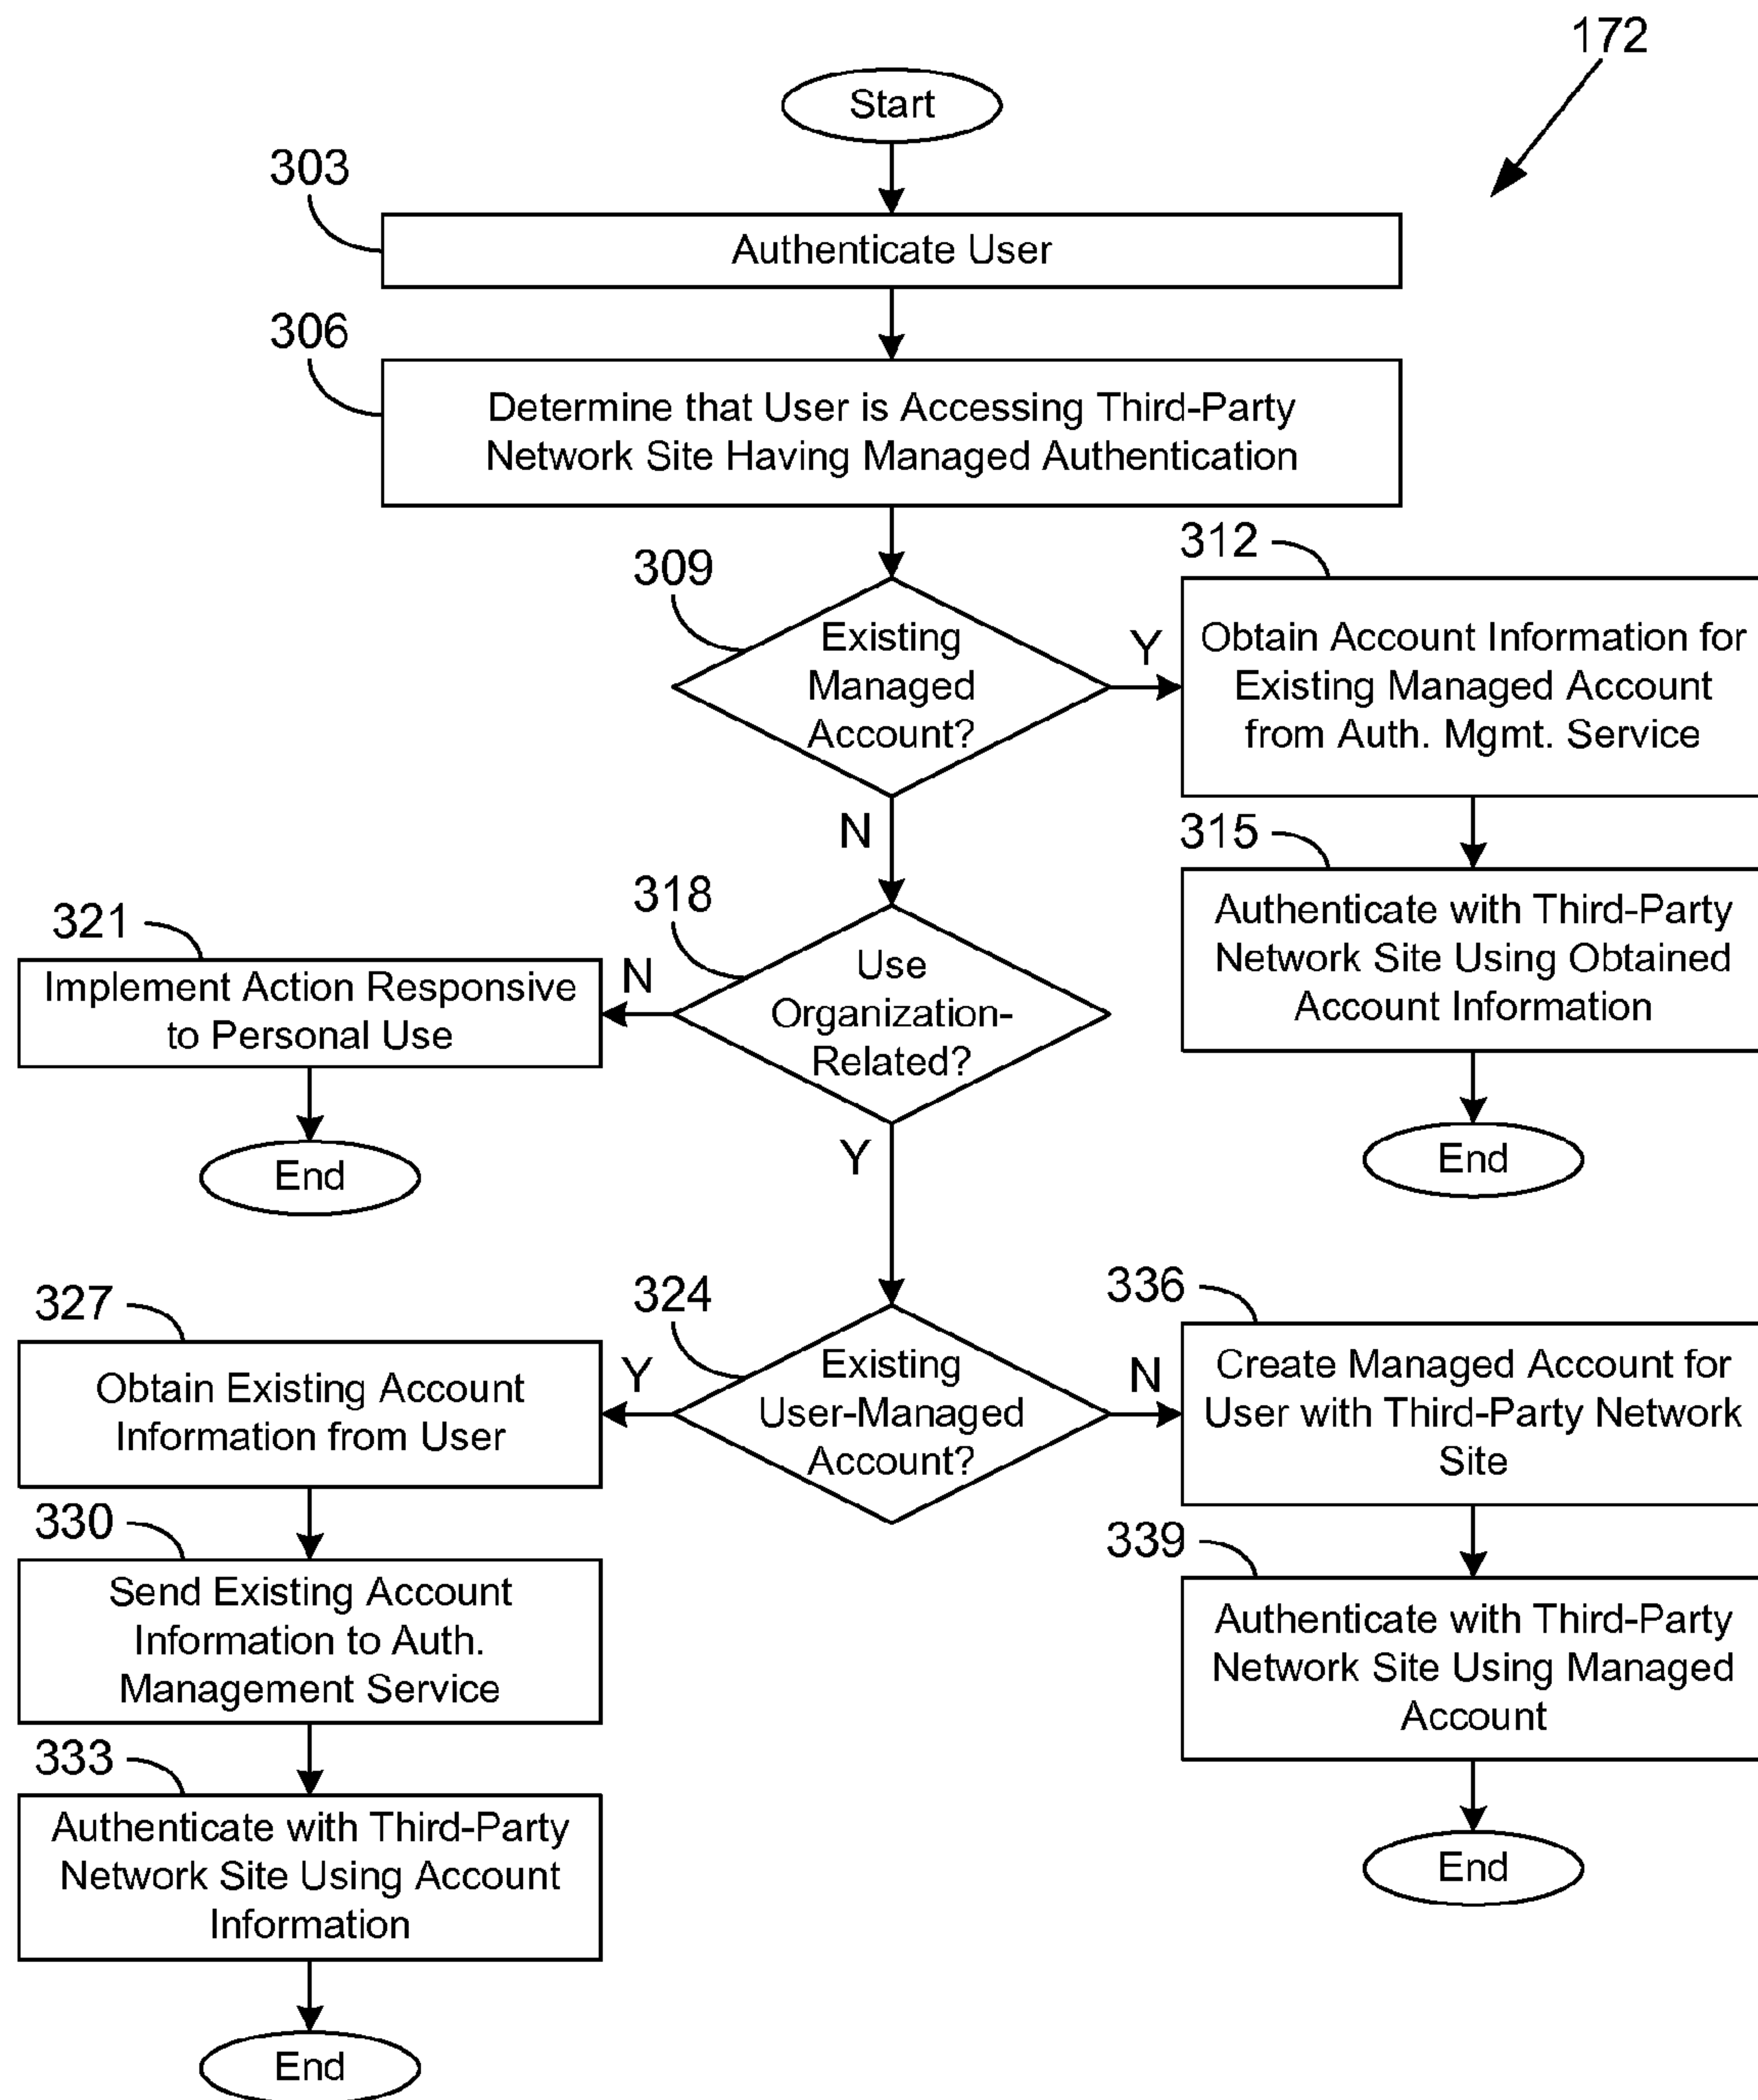 172
Start
303
Authenticate User
306
Determine that User is Accessing Third-Party
Network Site Having Managed Authentication
309
Existing
Managed
Account?
Y
312
Obtain Account Information for
Existing Managed Account
from Auth. Mgmt. Service
N
315
Authenticate with Third-Party
Network Site Using Obtained
Account Information
End
318
Use
Organization-
Related?
N
321
Implement Action Responsive
to Personal Use
End
Y
324
Existing
User-Managed
Account?
Y
327
Obtain Existing Account
Information from User
330
Send Existing Account
Information to Auth.
Management Service
333
Authenticate with Third-Party
Network Site Using Account
Information
End
N
336
Create Managed Account for
User with Third-Party Network
Site
339
Authenticate with Third-Party
Network Site Using Managed
Account
End